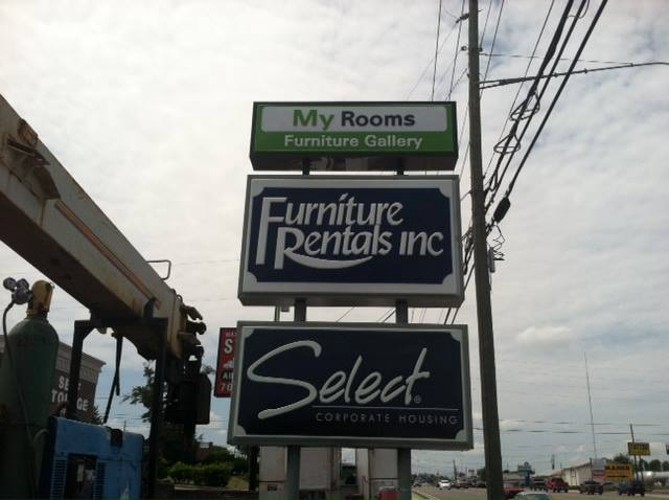 My Rooms
Furniture Gallery
Furniture
Rentals Inc
Select®
CORPORATE HOUSING